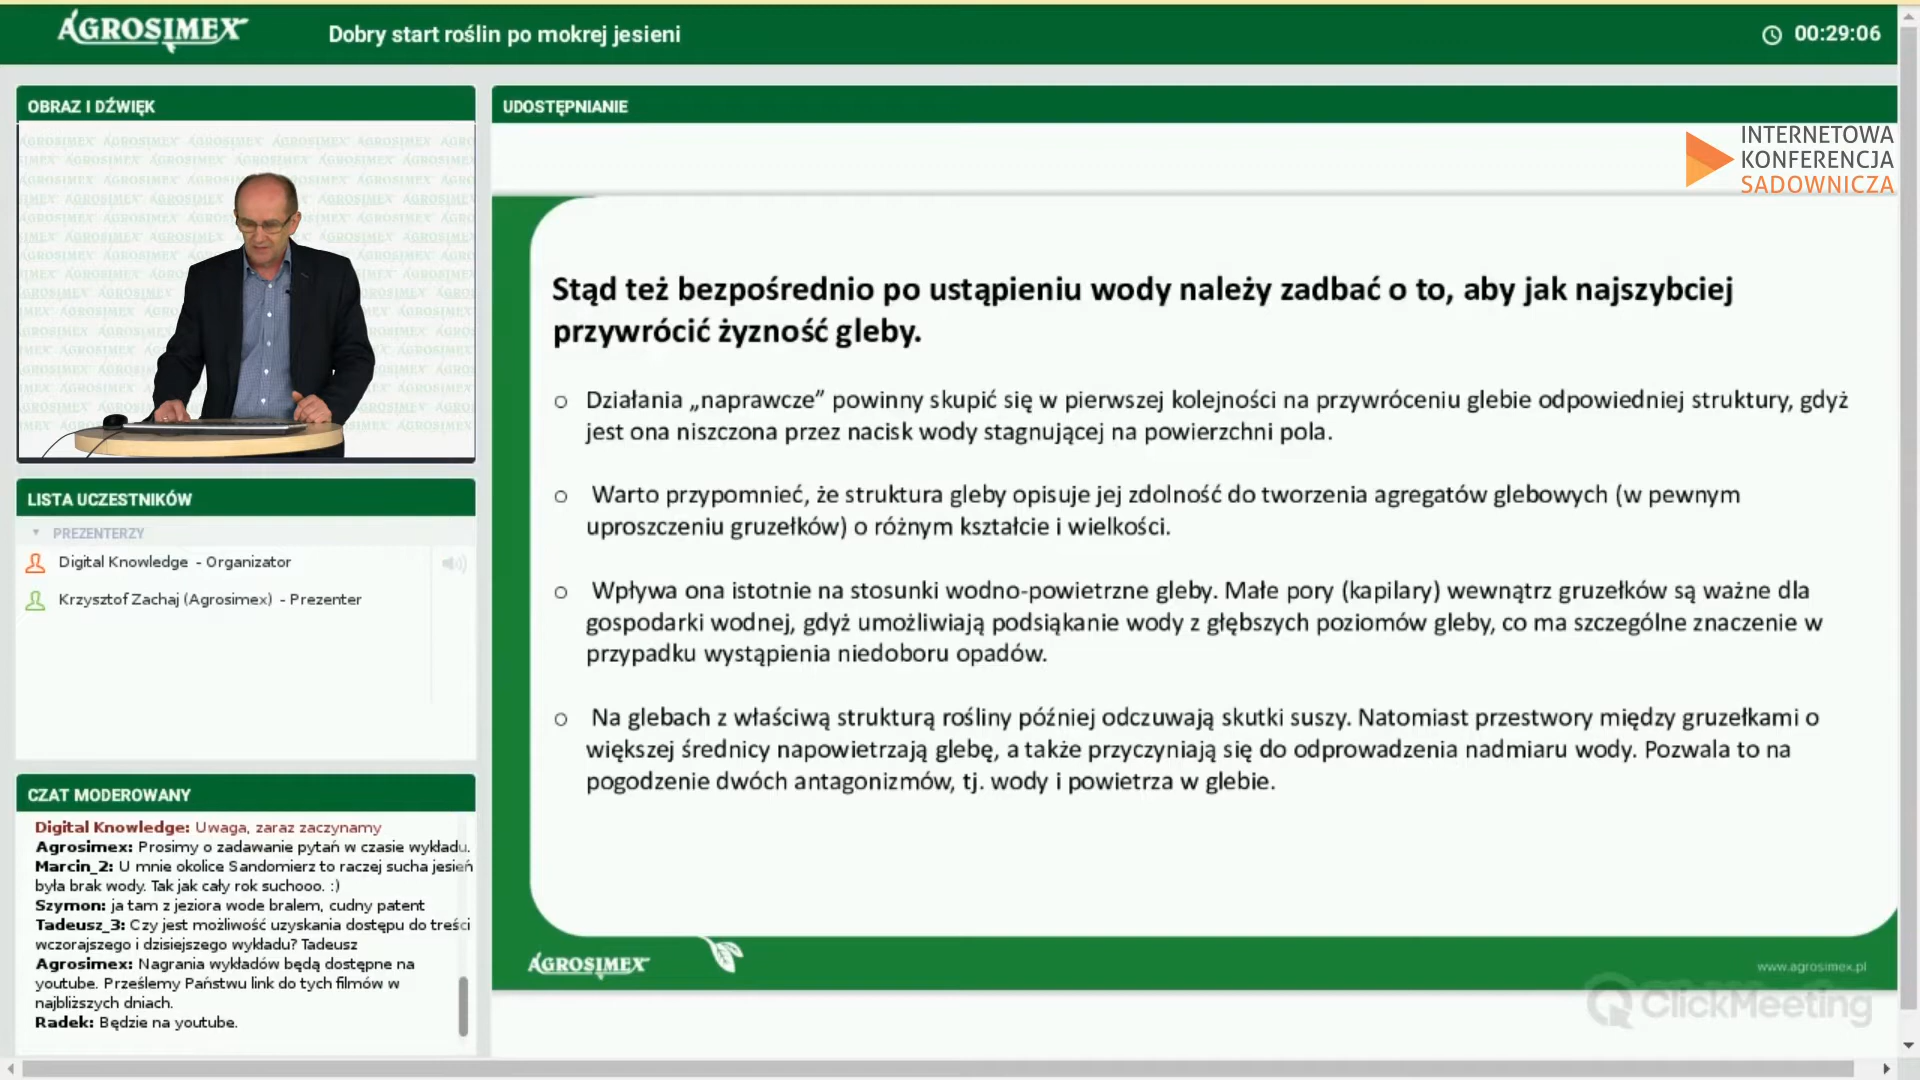 AGROSIMEX
Dobry start roślin po mokrej jesieni
00:29:06
OBRAZ I DŹWIĘK
UDOSTĘPNIANIE
INTERNETOWA
KONFERENCJA
SADOWNICZA
Stąd też bezpośrednio po ustąpieniu wody należy zadbać o to, aby jak najszybciej
przywrócić żyzność gleby.
o Działania „naprawcze” powinny skupić się w pierwszej kolejności na przywróceniu glebie odpowiedniej struktury, gdyż
jest ona niszczona przez nacisk wody stagnującej na powierzchni pola.
o Warto przypomnieć, że struktura gleby opisuje jej zdolność do tworzenia agregatów glebowych (w pewnym
uproszczeniu gruzełków) o różnym kształcie i wielkości.
o Wpływa ona istotnie na stosunki wodno-powietrzne gleby. Małe pory (kapilary) wewnątrz gruzełków są ważne dla
gospodarki wodnej, gdyż umożliwiają podsiąkanie wody z głębszych poziomów gleby, co ma szczególne znaczenie w
przypadku wystąpienia niedoboru opadów.
o Na glebach z właściwą strukturą rośliny później odczuwają skutki suszy. Natomiast przestwory między gruzełkami o
większej średnicy napowietrzają glebę, a także przyczyniają się do odprowadzenia nadmiaru wody. Pozwala to na
pogodzenie dwóch antagonizmów, tj. wody i powietrza w glebie.
AGROSIMEX
www.agrosimex.pl
ClickMeeting
LISTA UCZESTNIKÓW
PREZENTERZY
Digital Knowledge - Organizator
Krzysztof Zachaj (Agrosimex) - Prezenter
CZAT MODEROWANY
Digital Knowledge: Uwaga, zaraz zaczynamy
Agrosimex: Prosimy o zadawanie pytań w czasie wykładu.
Marcin_2: U mnie okolice Sandomierz to raczej sucha jesień
była brak wody. Tak jak cały rok suchooo. :)
Szymon: ja tam z jeziora wode bralem, cudny patent
Tadeusz_3: Czy jest możliwość uzyskania dostępu do treści
wczorajszego i dzisiejszego wykładu? Tadeusz
Agrosimex: Nagrania wykładów będą dostępne na
youtube. Prześlemy Państwu link do tych filmów w
najbliższych dniach.
Radek: Będzie na youtube.